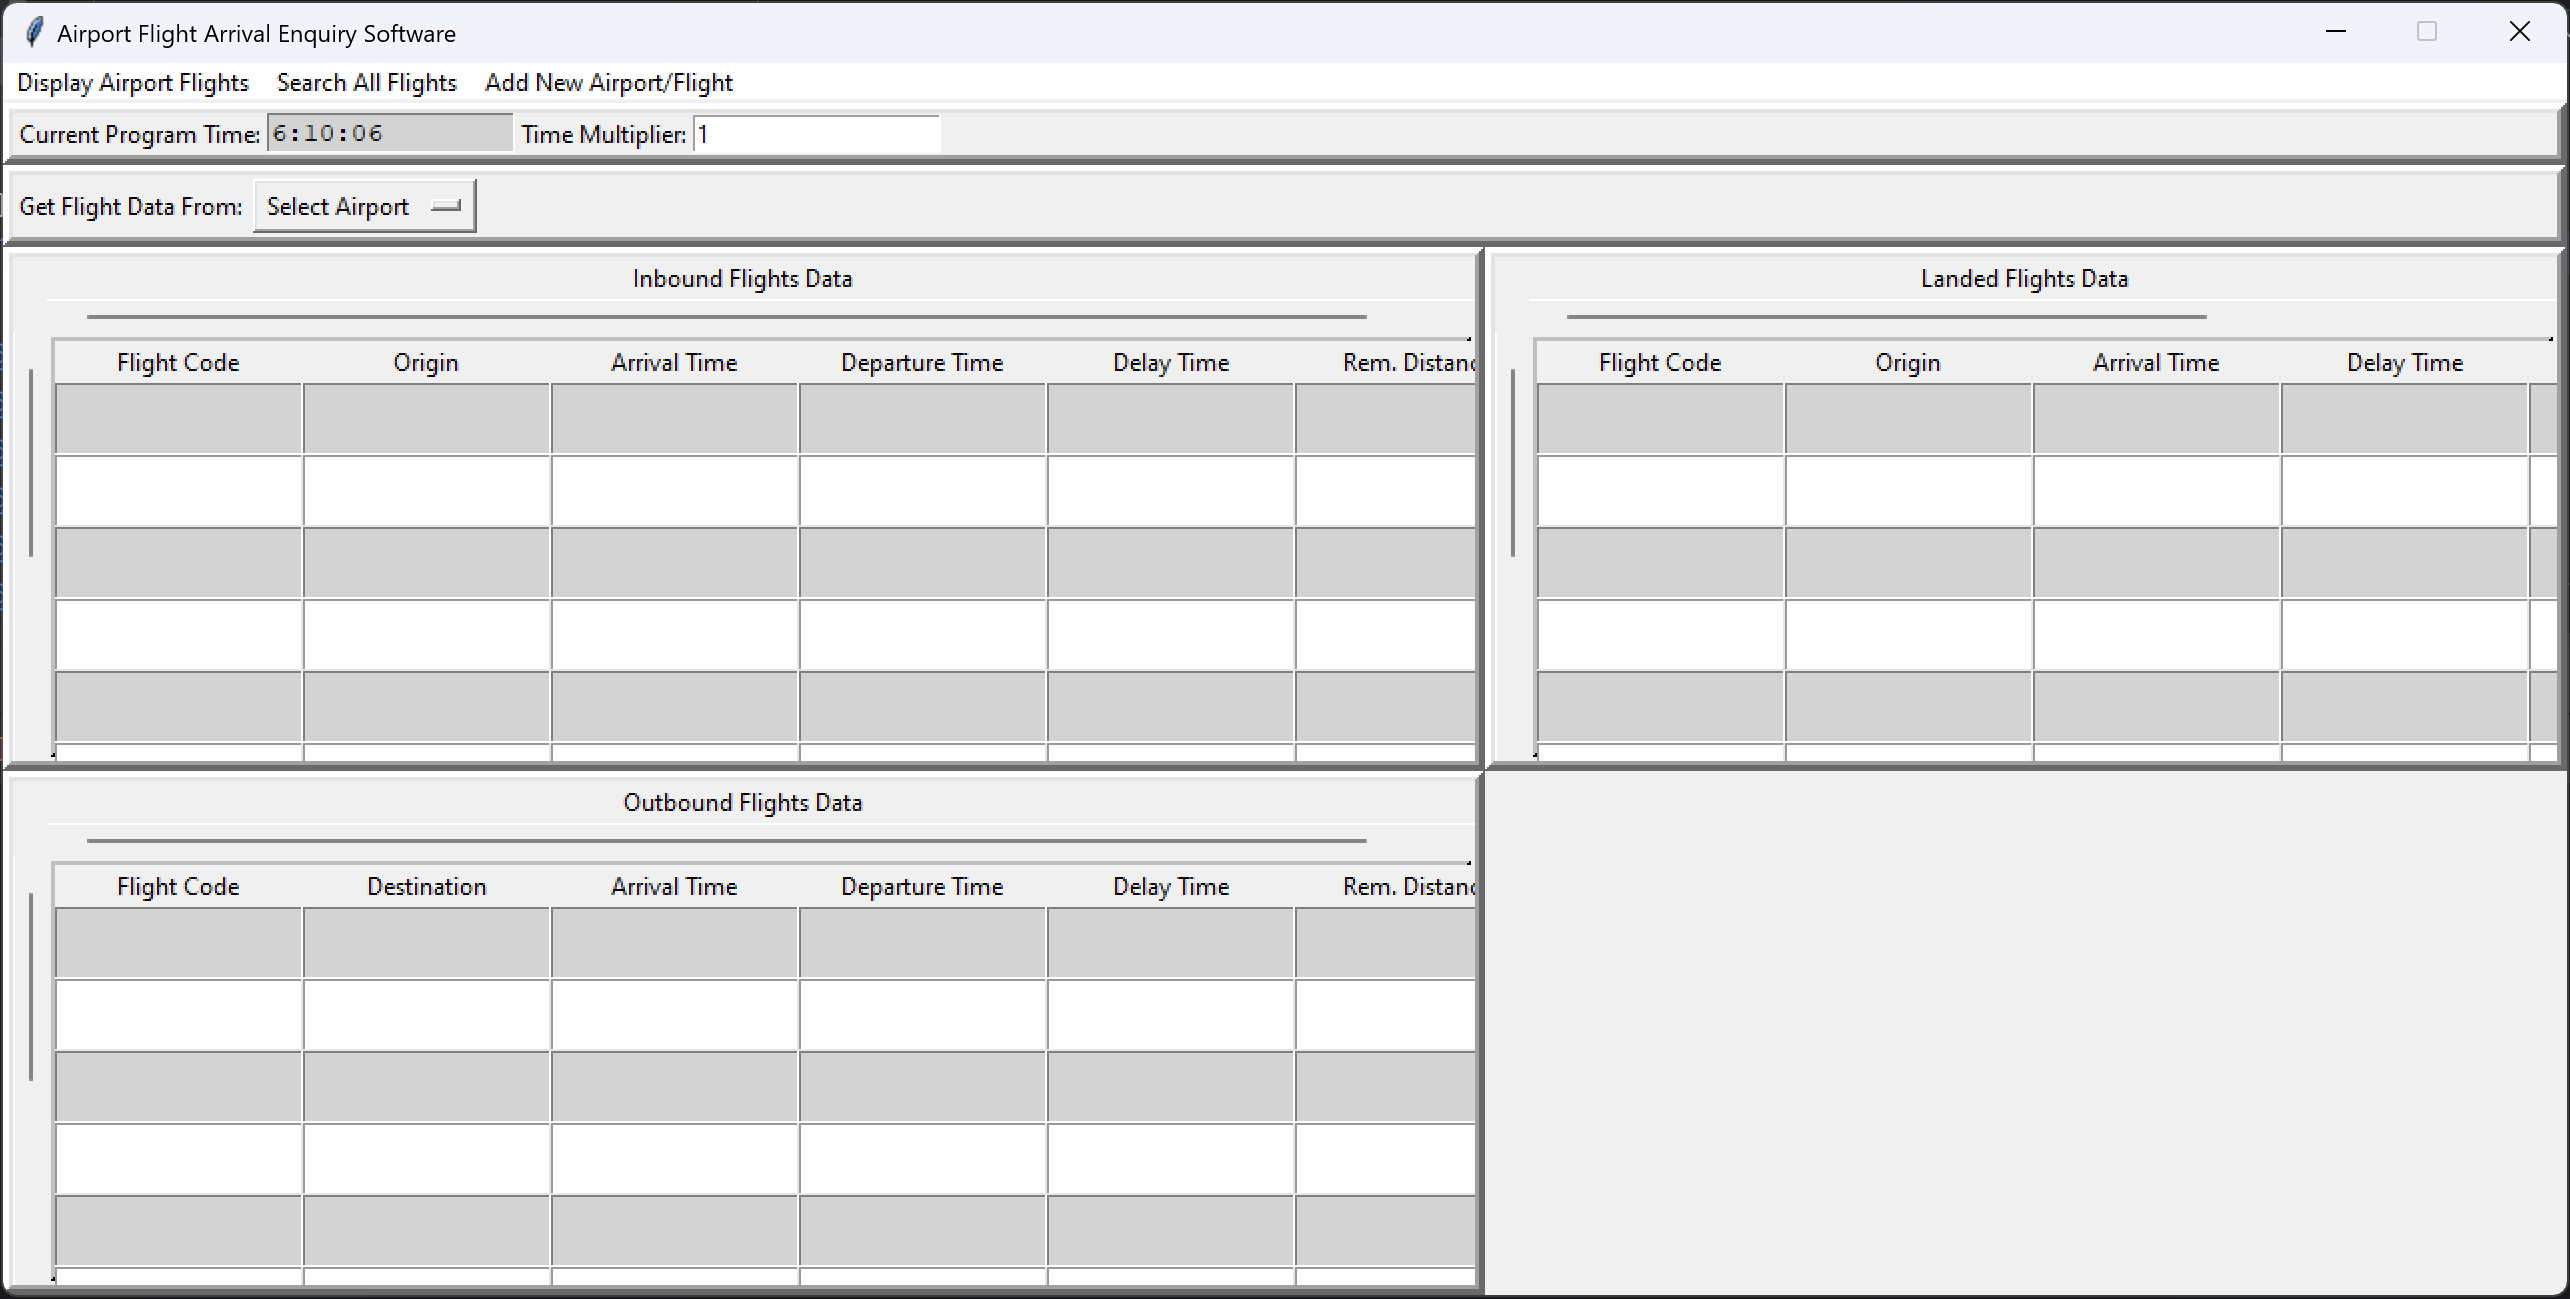 Airport Flight Arrival Enquiry Software
Display Airport Flights Search All Flights Add New Airport/Flight
Current Program Time: 6:10:06 Time Multiplier: 1
Get Flight Data From: Select Airport
Inbound Flights Data
Flight Code Origin Arrival Time Departure Time Delay Time Rem. Distanc
Landed Flights Data
Flight Code Origin Arrival Time Delay Time
Outbound Flights Data
Flight Code Destination Arrival Time Departure Time Delay Time Rem. Distanc